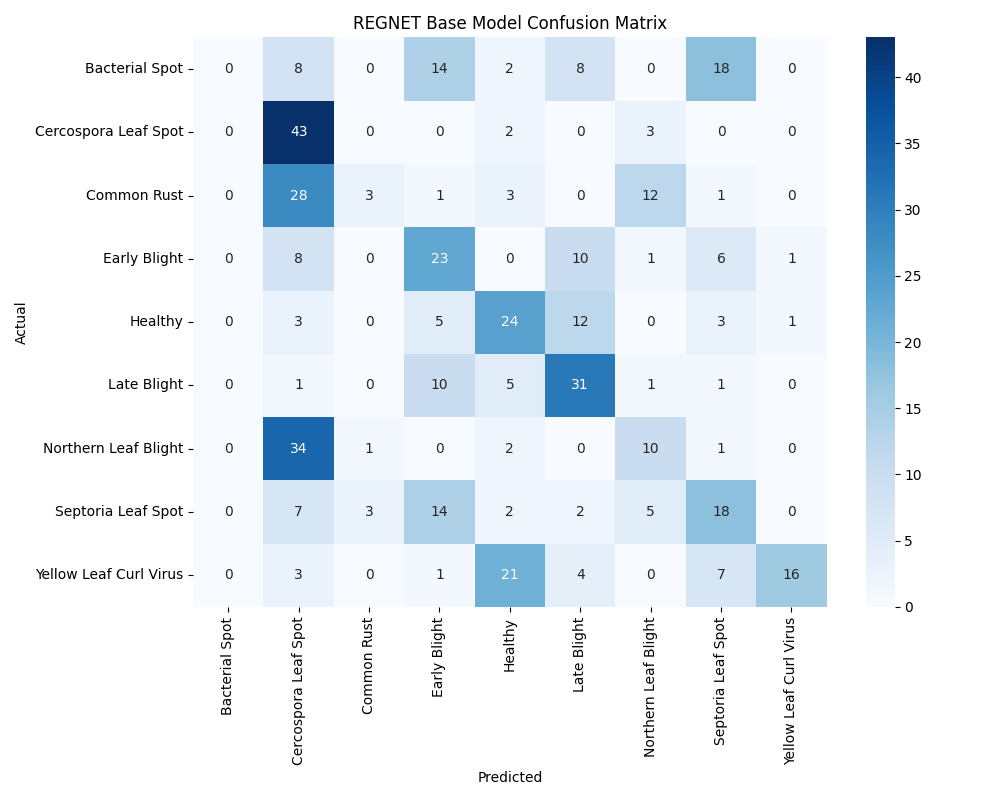 REGNET Base Model Confusion Matrix
Actual
Bacterial Spot 0 8 0 14 2 8 0 18 0
Cercospora Leaf Spot 0 43 0 0 2 0 3 0 0
Common Rust 0 28 3 1 3 0 12 1 0
Early Blight 0 8 0 23 0 10 1 6 1
Healthy 0 3 0 5 24 12 0 3 1
Late Blight 0 1 0 10 5 31 1 1 0
Northern Leaf Blight 0 34 1 0 2 0 10 1 0
Septoria Leaf Spot 0 7 3 14 2 2 5 18 0
Yellow Leaf Curl Virus 0 3 0 1 21 4 0 7 16
Bacterial Spot
Cercospora Leaf Spot
Common Rust
Early Blight
Healthy
Late Blight
Northern Leaf Blight
Septoria Leaf Spot
Yellow Leaf Curl Virus
Predicted
40
35
30
25
20
15
10
5
0